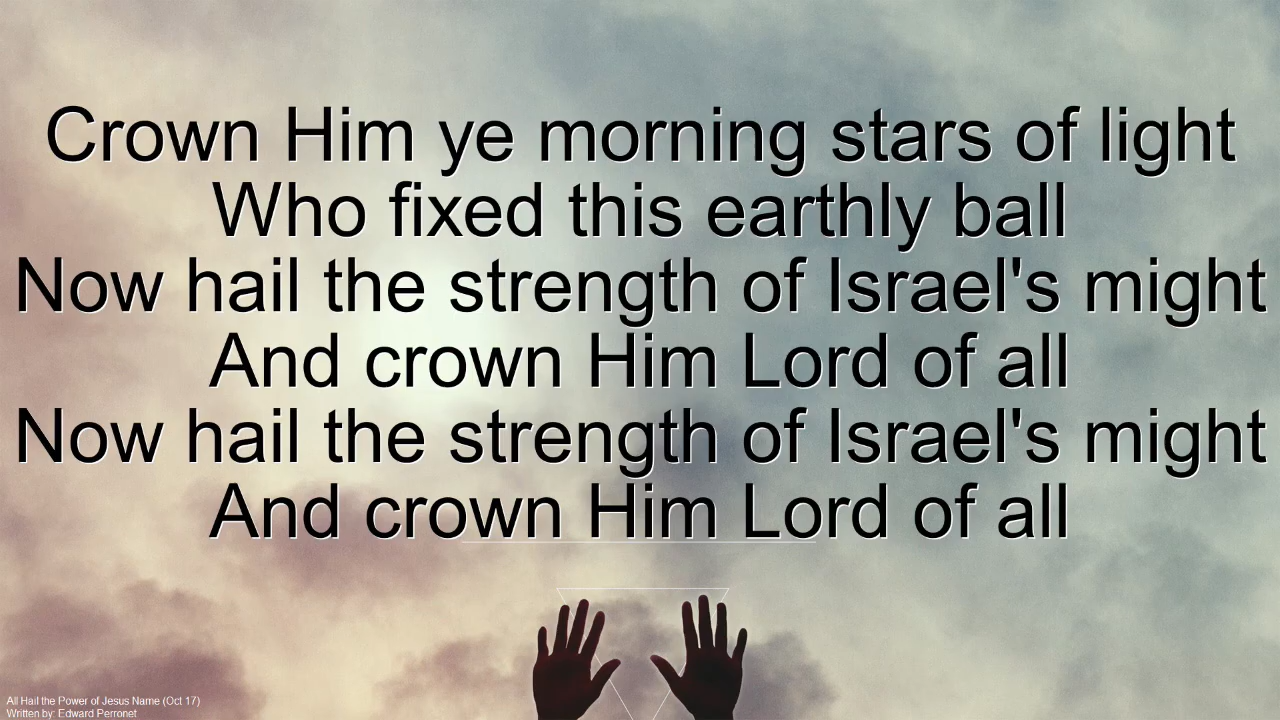 Crown Him ye morning stars of light
Who fixed this earthly ball
Now hail the strength of Israel's might
And crown Him Lord of all
Now hail the strength of Israel's might
And crown Him Lord of all
All Hail the Power of Jesus Name (Oct 17)
Written by: Edward Perronet